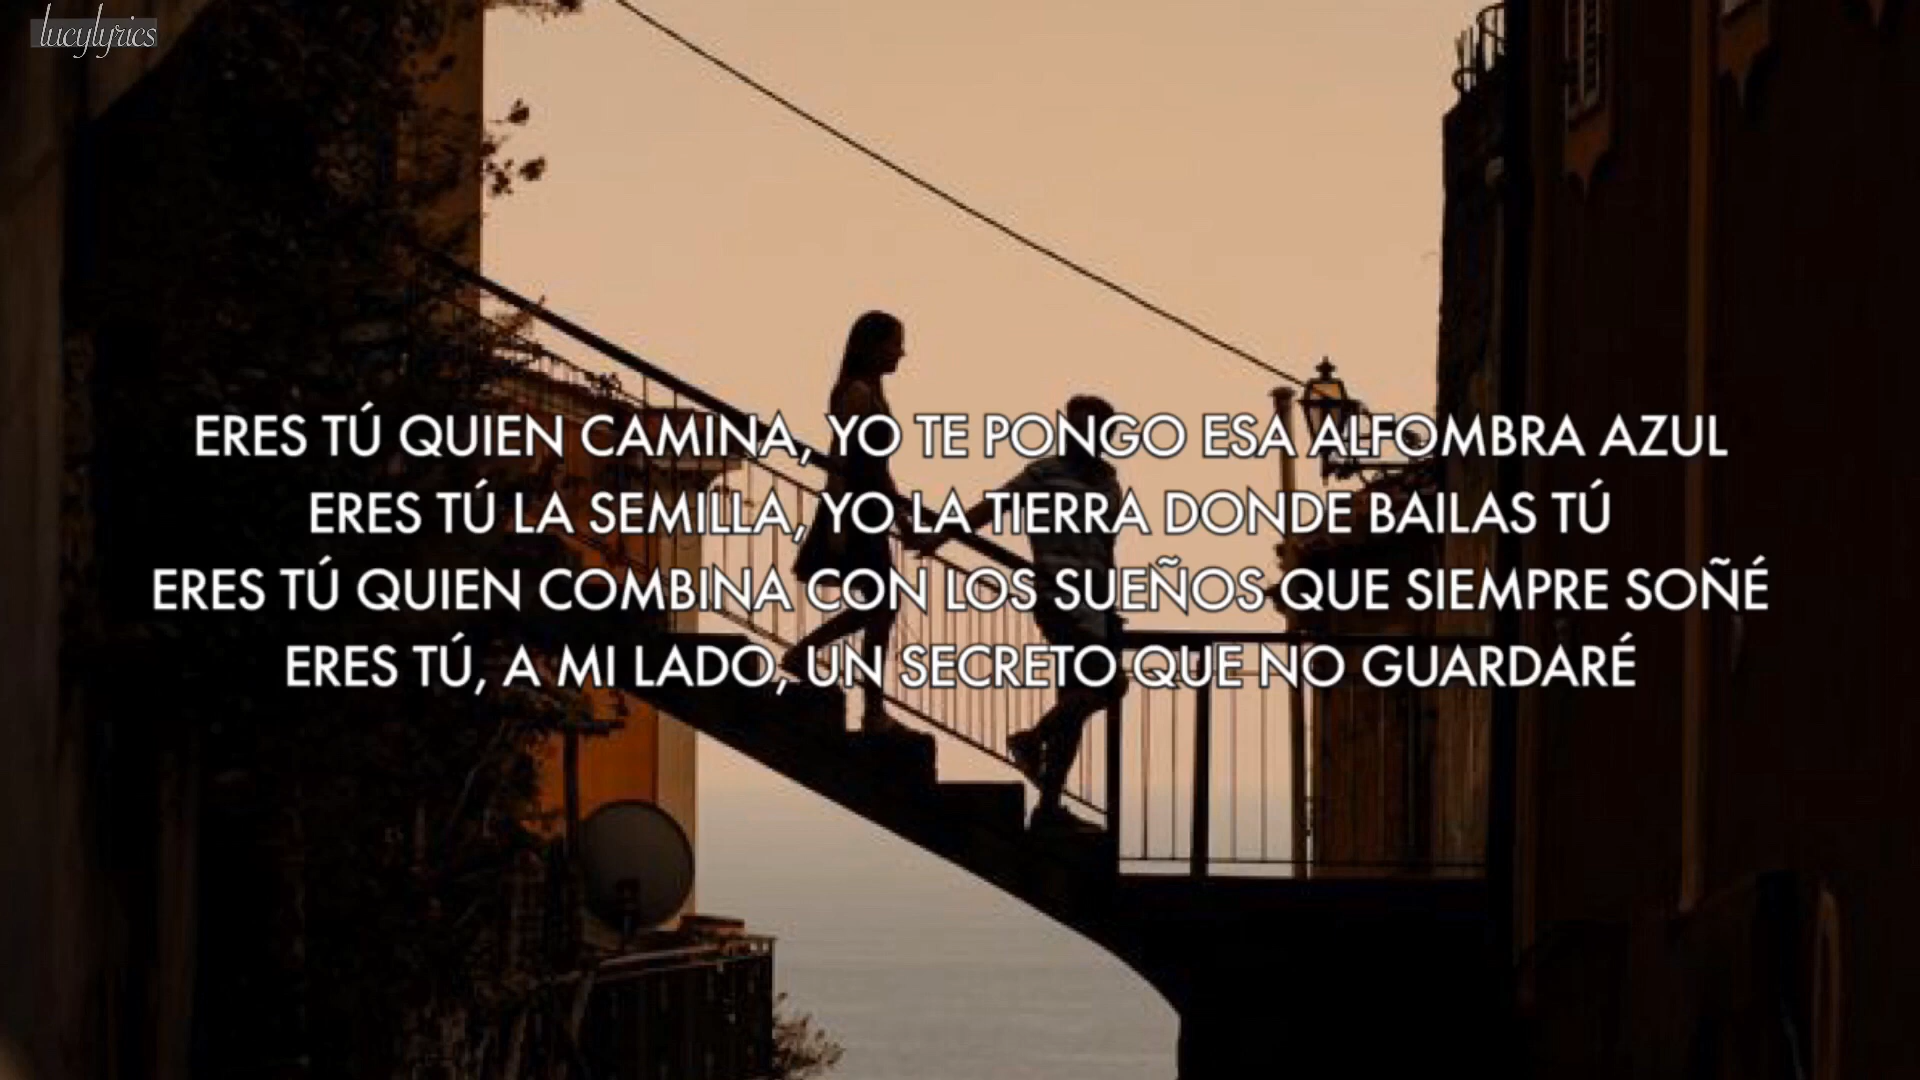 lucylyrics
ERES TÚ QUIEN CAMINA, YO TE PONGO ESA ALFOMBRA AZUL
ERES TÚ LA SEMILLA, YO LA TIERRA DONDE BAILAS TÚ
ERES TÚ QUIEN COMBINA CON LOS SUEÑOS QUE SIEMPRE SOÑÉ
ERES TÚ, A MI LADO, UN SECRETO QUE NO GUARDARÉ